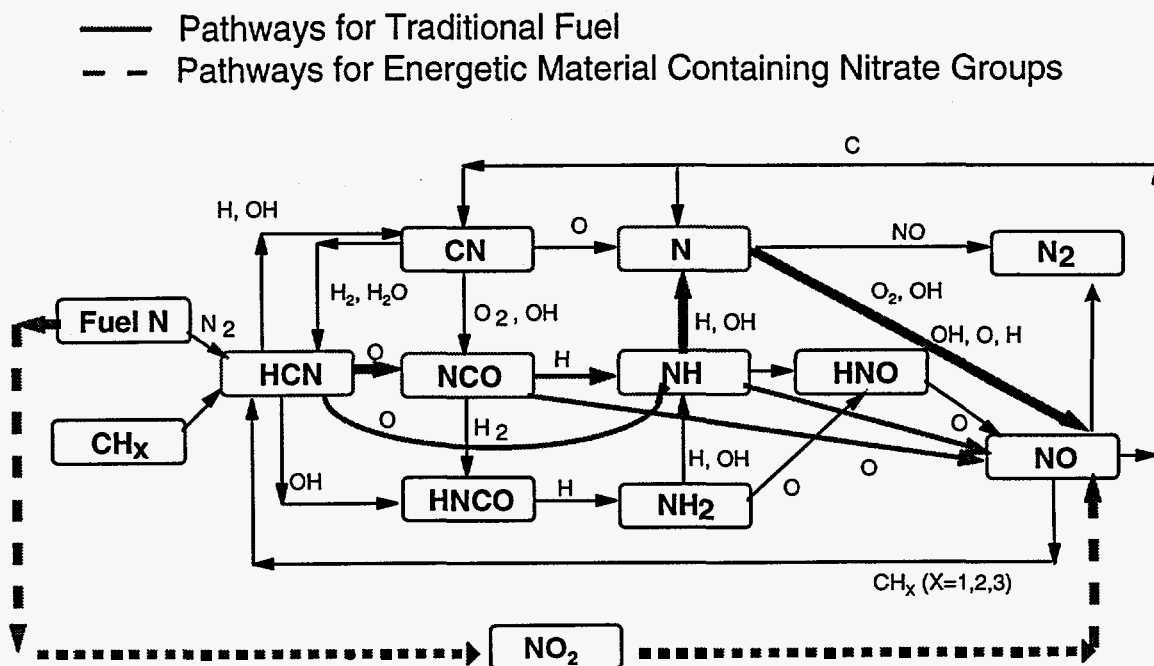 Pathways for Traditional Fuel
Pathways for Energetic Material Containing Nitrate Groups
C
H, OH
CN
O
N
NO
N2
H2, H2O
O2, OH
O2, OH
Fuel N
N2
H, OH
OH, O, H
HCN
O
NCO
H
NH
HNO
CHX
O
H2
O
NO
OH
H, OH
O
HNCO
H
NH2
O
CHX (X=1,2,3)
NO2